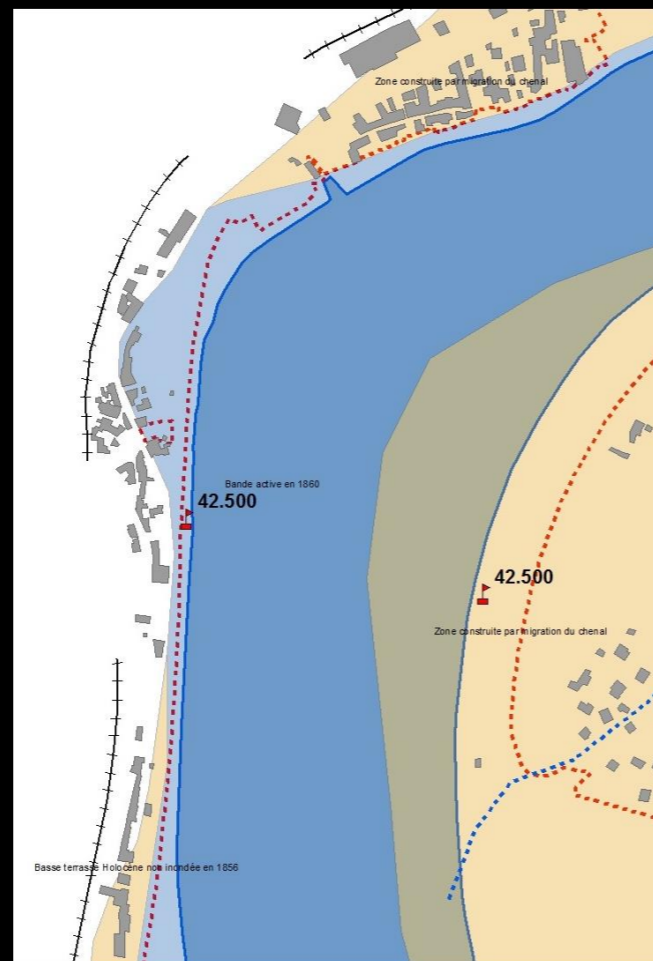 Zone construite par migration du chenal
Bande active en 1860
42.500
42.500
Zone construite par migration du chenal
Basse terrasse Holocène non inondée en 1856